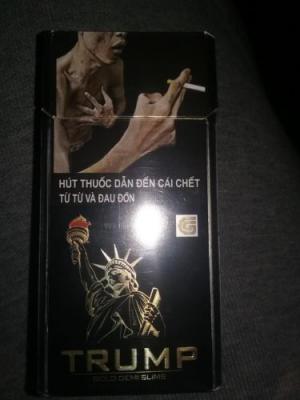 HÚT THUỐC DẪN ĐẾN CÁI CHẾT
TỪ TỪ VÀ ĐAU ĐỚN
TRUMP
GOLD DEMI SLIMS